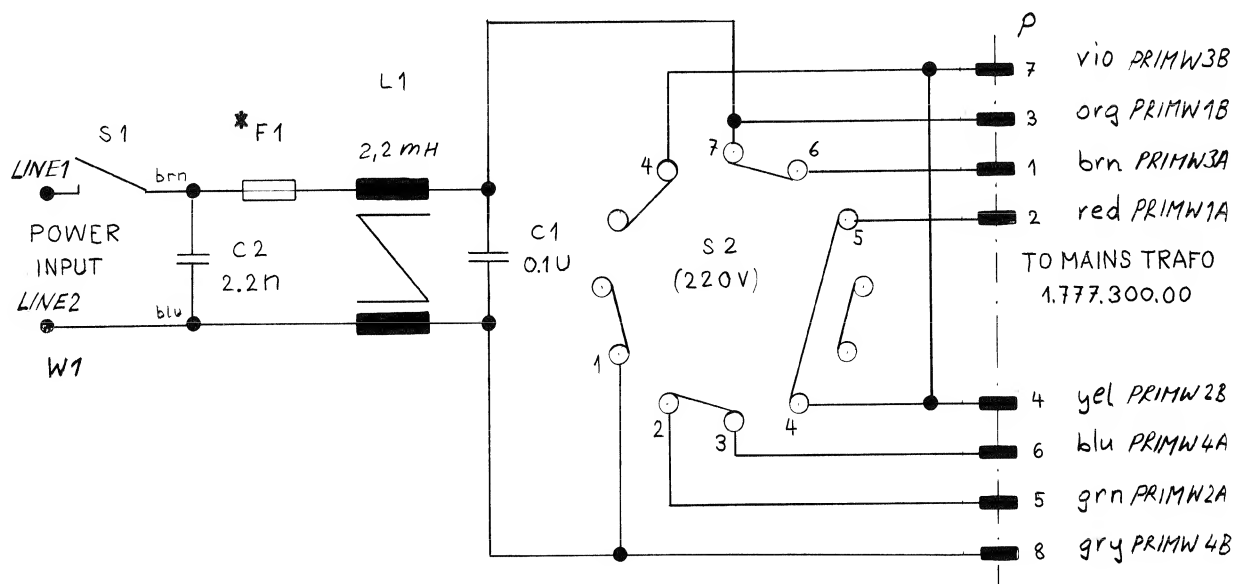 S1
* F1
L1
2,2 mH
LINE1
brn
POWER
INPUT
LINE2
blu
W1
C2
2.2n
C1
0.1U
S2
(220V)
4
7
6
5
1
2
3
4
P
7 vio PRIMW3B
3 org PRIMW1B
1 brn PRIMW3A
2 red PRIMW1A
TO MAINS TRAFO
1.777.300.00
4 yel PRIMW2B
6 blu PRIMW4A
5 grn PRIMW2A
8 gry PRIMW4B